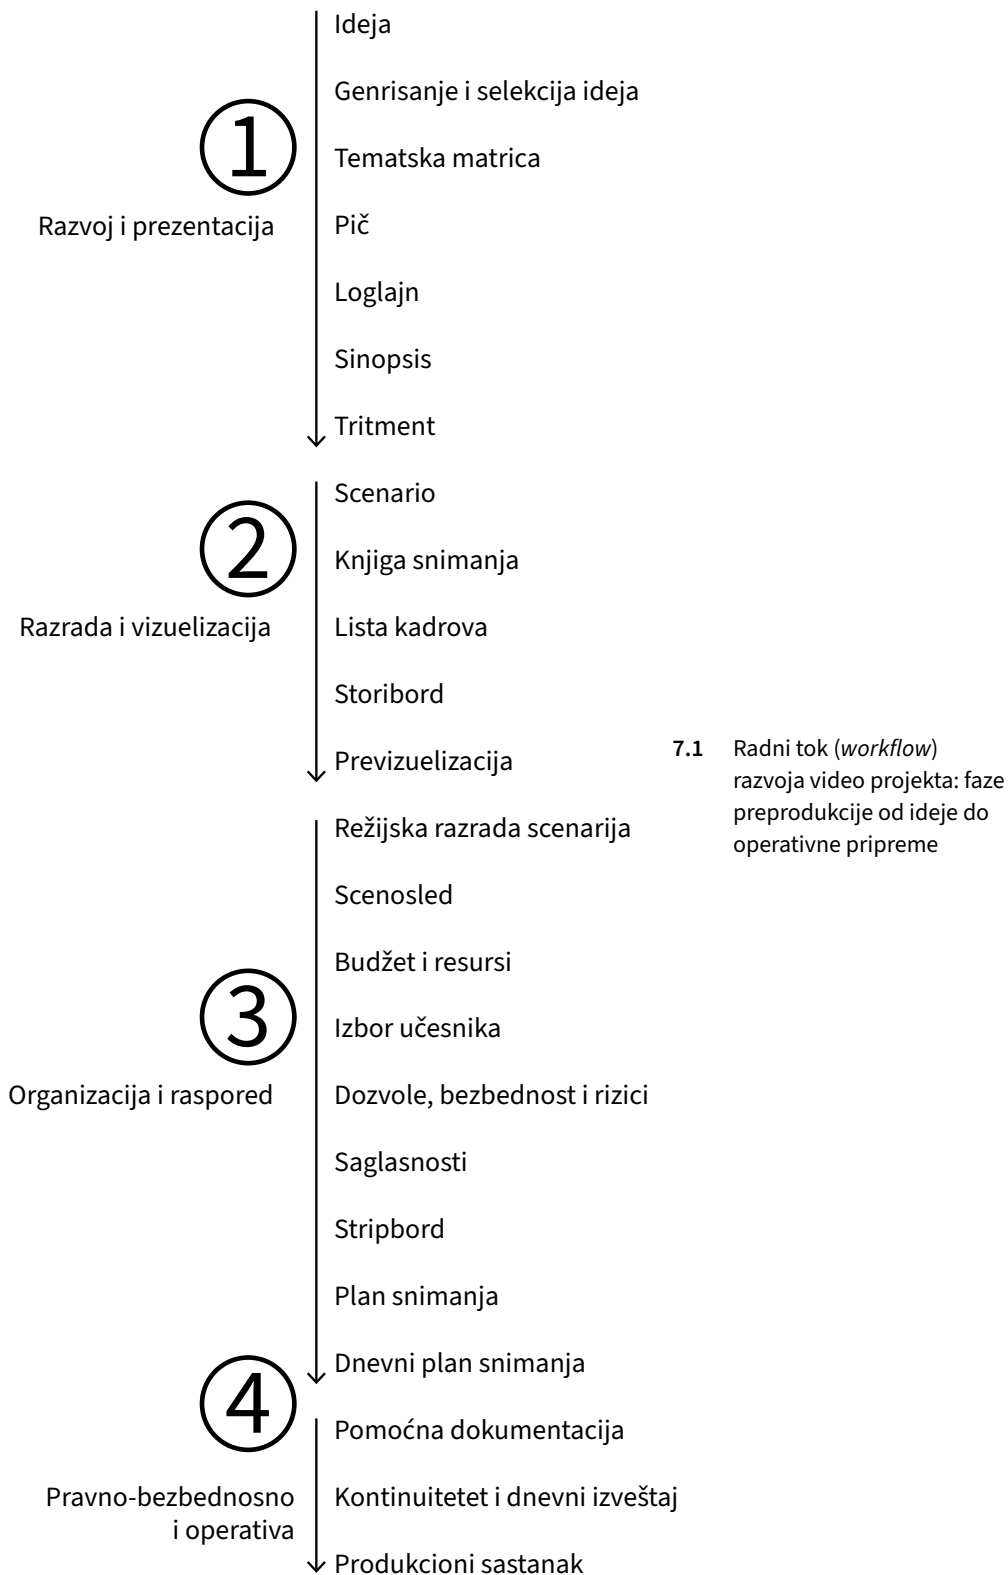 1
Razvoj i prezentacija
Ideja
Genrisanje i selekcija ideja
Tematska matrica
Pič
Loglajn
Sinopsis
Tritment
2
Razrada i vizuelizacija
Scenario
Knjiga snimanja
Lista kadrova
Storibord
Previzuelizacija
3
Organizacija i raspored
Režijska razrada scenarija
Scenosled
Budžet i resursi
Izbor učesnika
Dozvole, bezbednost i rizici
Saglasnosti
Stripbord
Plan snimanja
Dnevni plan snimanja
4
Pravno-bezbednosno
i operativa
Pomoćna dokumentacija
Kontinuitetet i dnevni izveštaj
Produkcioni sastanak
7.1 Radni tok (workflow)
razvoja video projekta: faze
preprodukcije od ideje do
operativne pripreme